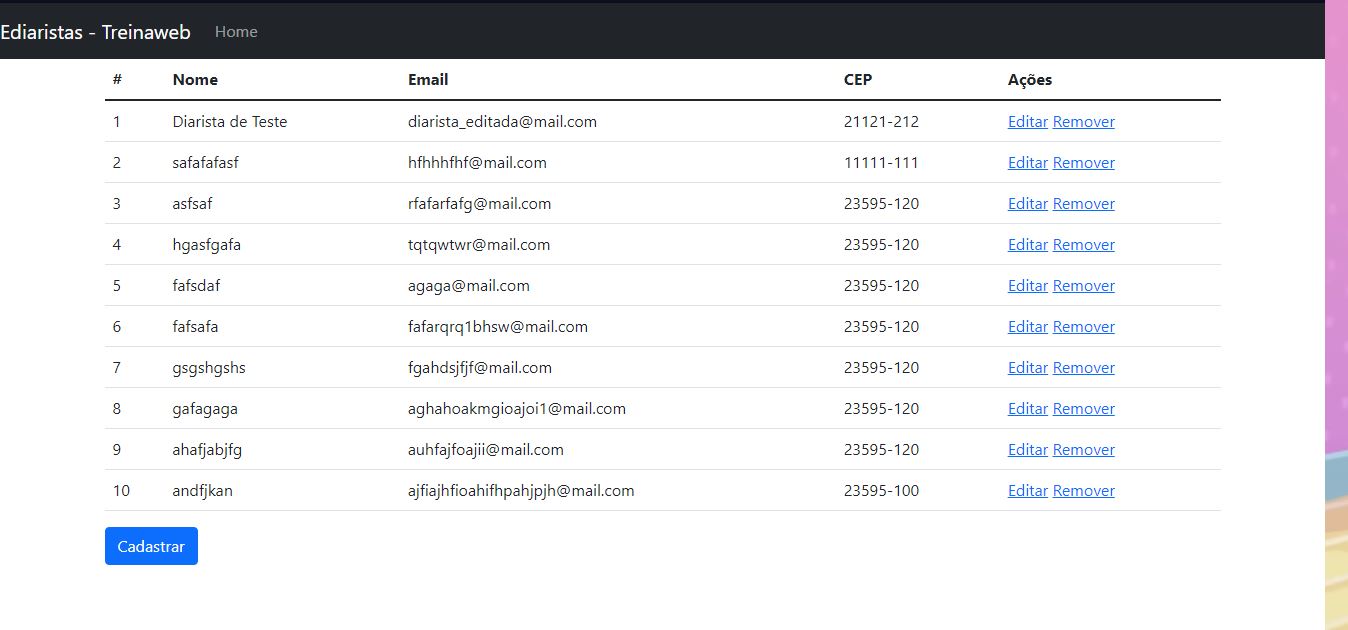 Ediaristas - Treinaweb Home
# Nome Email CEP Ações
1 Diarista de Teste diarista_editada@mail.com 21121-212 Editar Remover
2 safafafasf hfhhhfhf@mail.com 11111-111 Editar Remover
3 asfsaf rfafarfafg@mail.com 23595-120 Editar Remover
4 hgasfgafa tqtqwtwr@mail.com 23595-120 Editar Remover
5 fafsdaf agaga@mail.com 23595-120 Editar Remover
6 fafsafa fafarqrq1bhsw@mail.com 23595-120 Editar Remover
7 gsgshgshs fgahdsjfjf@mail.com 23595-120 Editar Remover
8 gafagaga aghahoakmgioajoi1@mail.com 23595-120 Editar Remover
9 ahafjabjfg auhfajfoajii@mail.com 23595-120 Editar Remover
10 andfjkan ajfiajhfioahifhpahjpjh@mail.com 23595-100 Editar Remover
Cadastrar